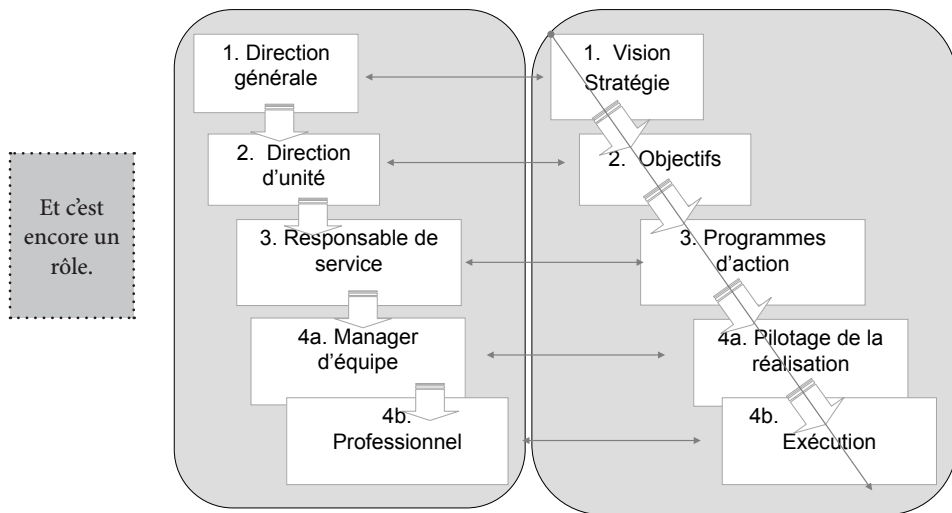 Et c'est
encore un
rôle.
1. Direction
générale
2. Direction
d'unité
3. Responsable de
service
4a. Manager
d'équipe
4b.
Professionnel
1. Vision
Stratégie
2. Objectifs
3. Programmes
d'action
4a. Pilotage de la
réalisation
4b.
Exécution